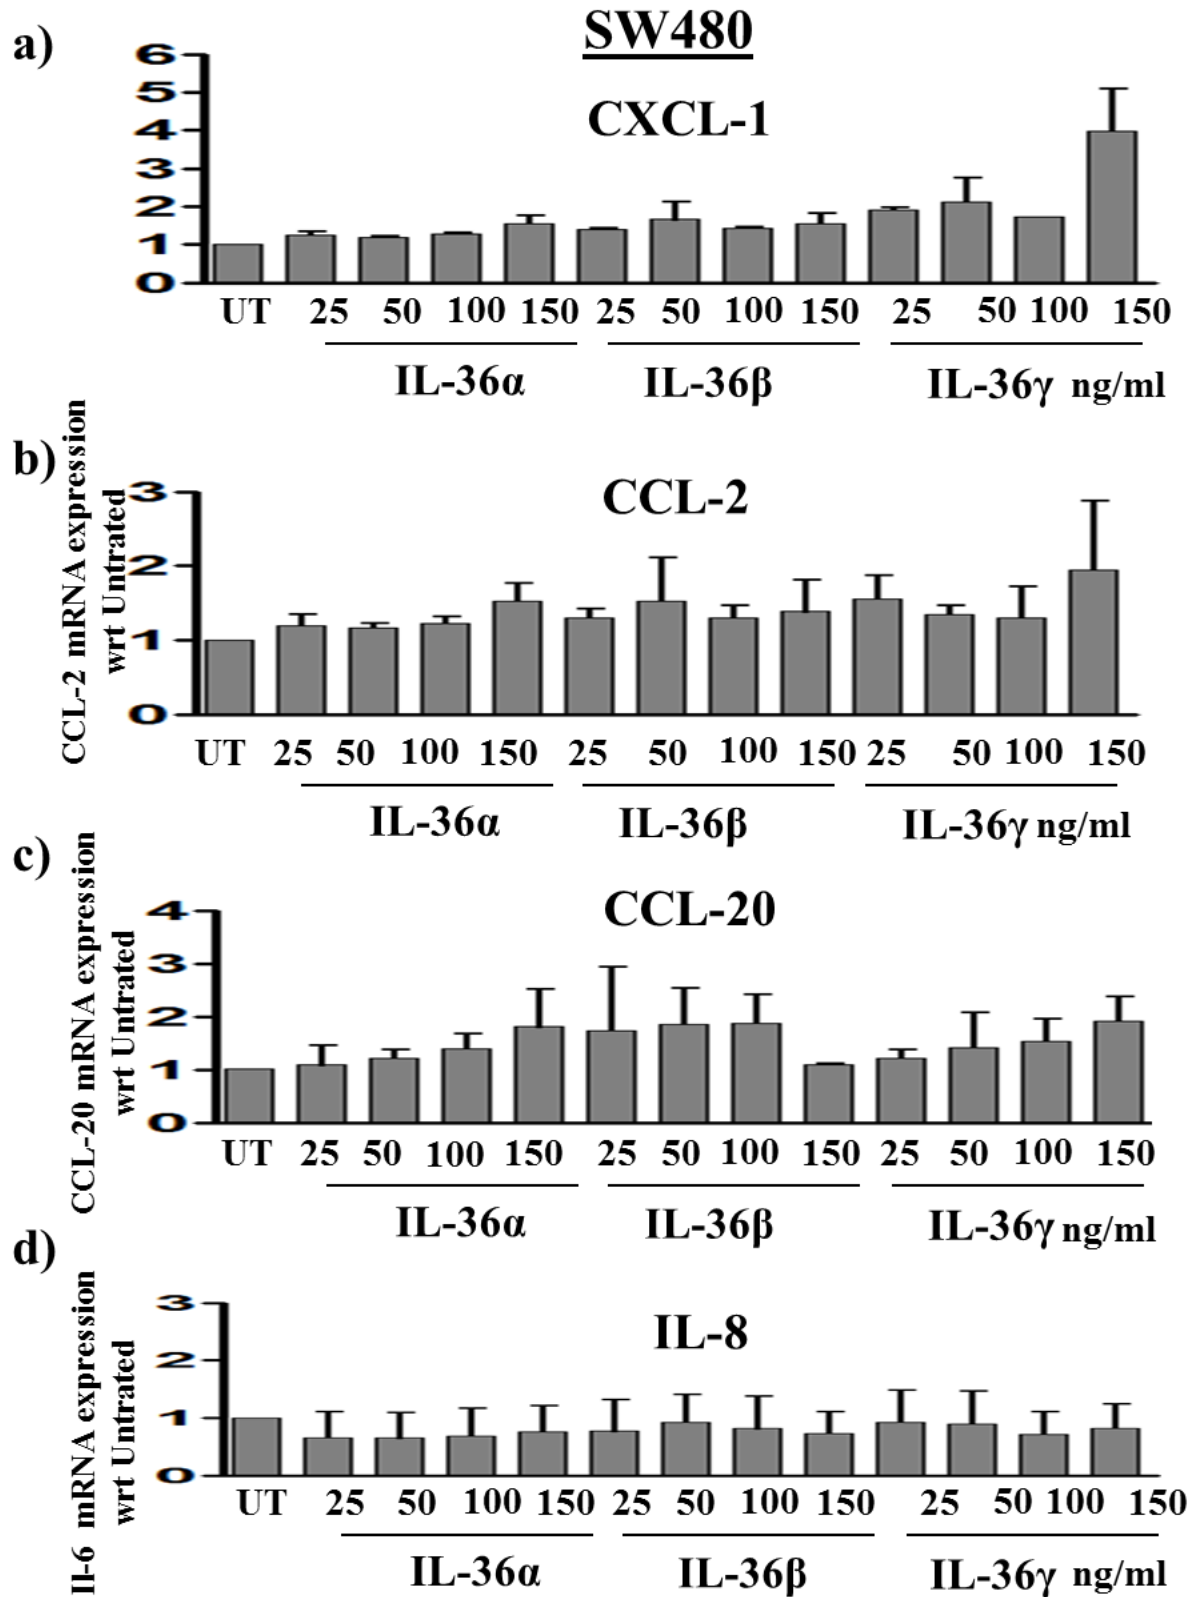 SW480
a)
CXCL-1
6
5
4
3
2
1
0
UT 25 50 100 150 25 50 100 150 25 50 100 150
IL-36α IL-36β IL-36γ ng/ml
b)
CCL-2 mRNA expression
wrt Untrated
CCL-2
3
2
1
0
UT 25 50 100 150 25 50 100 150 25 50 100 150
IL-36α IL-36β IL-36γ ng/ml
c)
CCL-20 mRNA expression
wrt Untrated
CCL-20
4
3
2
1
0
UT 25 50 100 150 25 50 100 150 25 50 100 150
IL-36α IL-36β IL-36γ ng/ml
d)
Il-6 mRNA expression
wrt Untrated
IL-8
3
2
1
0
UT 25 50 100 150 25 50 100 150 25 50 100 150
IL-36α IL-36β IL-36γ ng/ml